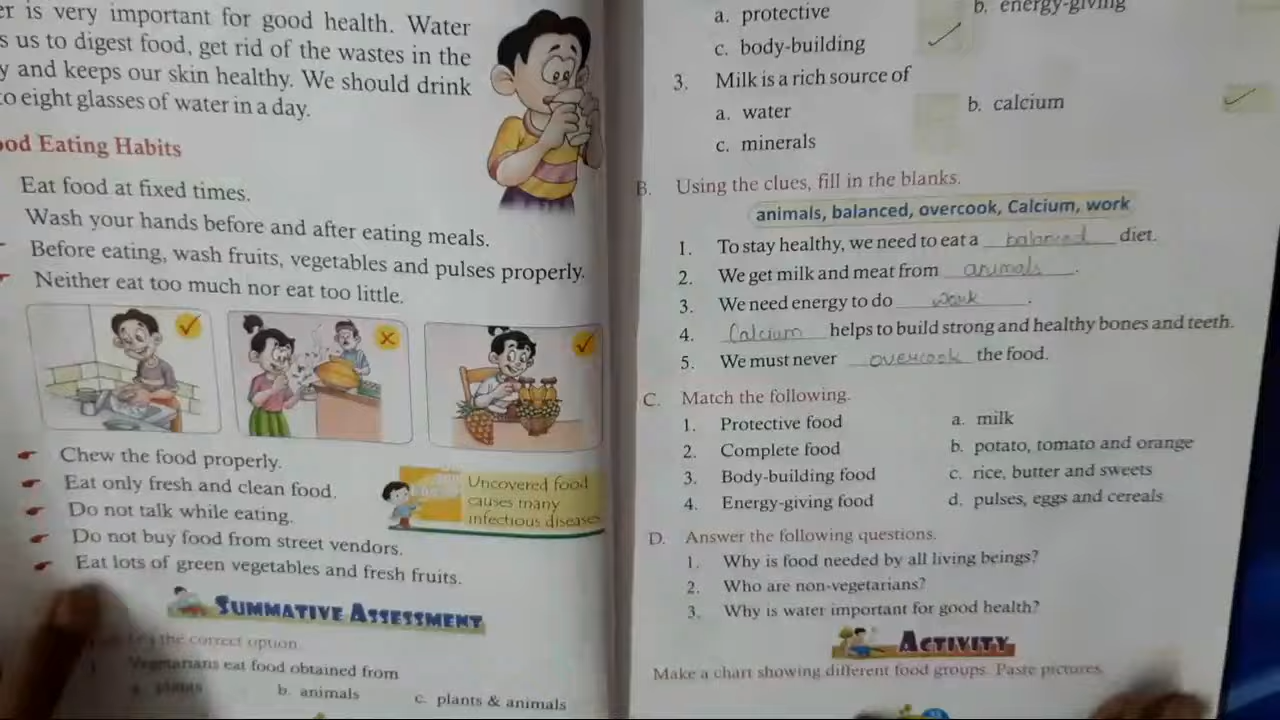 er is very important for good health. Water
s us to digest food, get rid of the wastes in the
y and keeps our skin healthy. We should drink
to eight glasses of water in a day.
ood Eating Habits
Eat food at fixed times.
Wash your hands before and after eating meals.
Before eating, wash fruits, vegetables and pulses properly.
Neither eat too much nor eat too little.
Chew the food properly.
Eat only fresh and clean food.
Do not talk while eating.
Do not buy food from street vendors.
Eat lots of green vegetables and fresh fruits.
Uncovered food
causes many
infectious diseases
SUMMATIVE ASSESSMENT
the correct option.
Vegetarians eat food obtained from
a. plants b. animals c. plants & animals
a. protective b. energy-giving
c. body-building
3. Milk is a rich source of
a. water b. calcium
c. minerals
B. Using the clues, fill in the blanks.
animals, balanced, overcook, Calcium, work
1. To stay healthy, we need to eat a balanced diet.
2. We get milk and meat from animals.
3. We need energy to do work.
4. Calcium helps to build strong and healthy bones and teeth.
5. We must never overcook the food.
C. Match the following.
1. Protective food a. milk
2. Complete food b. potato, tomato and orange
3. Body-building food c. rice, butter and sweets
4. Energy-giving food d. pulses, eggs and cereals
D. Answer the following questions.
1. Why is food needed by all living beings?
2. Who are non-vegetarians?
3. Why is water important for good health?
ACTIVITY
Make a chart showing different food groups. Paste pictures.